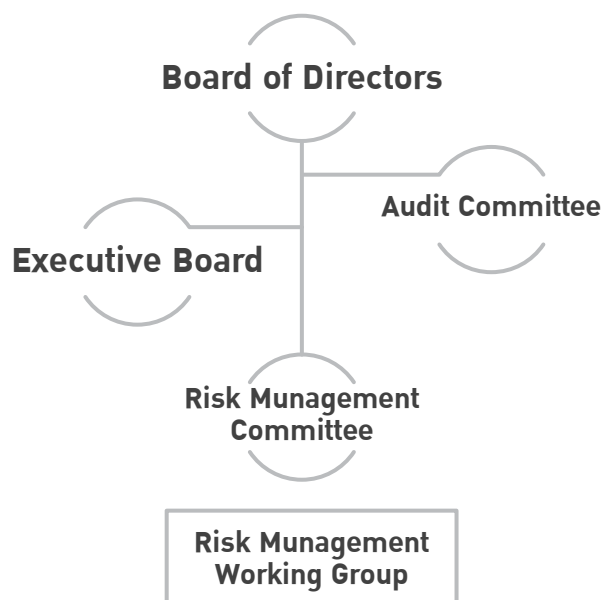 Board of Directors
Audit Committee
Executive Board
Risk Munagement
Committee
Risk Munagement
Working Group